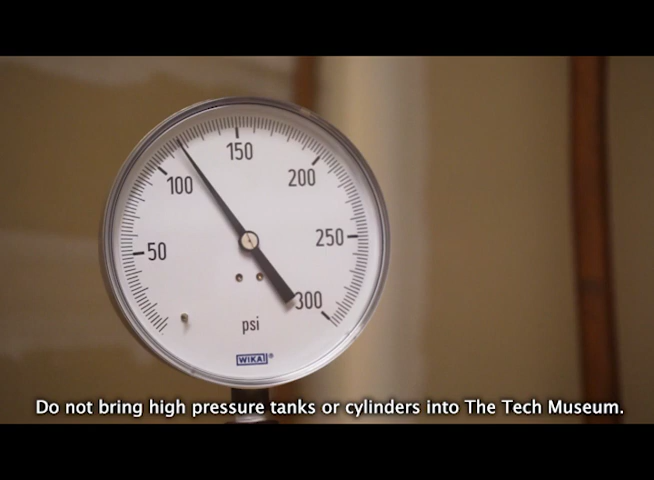 150
100
200
50
250
300
psi
WIKAI®
Do not bring high pressure tanks or cylinders into The Tech Museum.